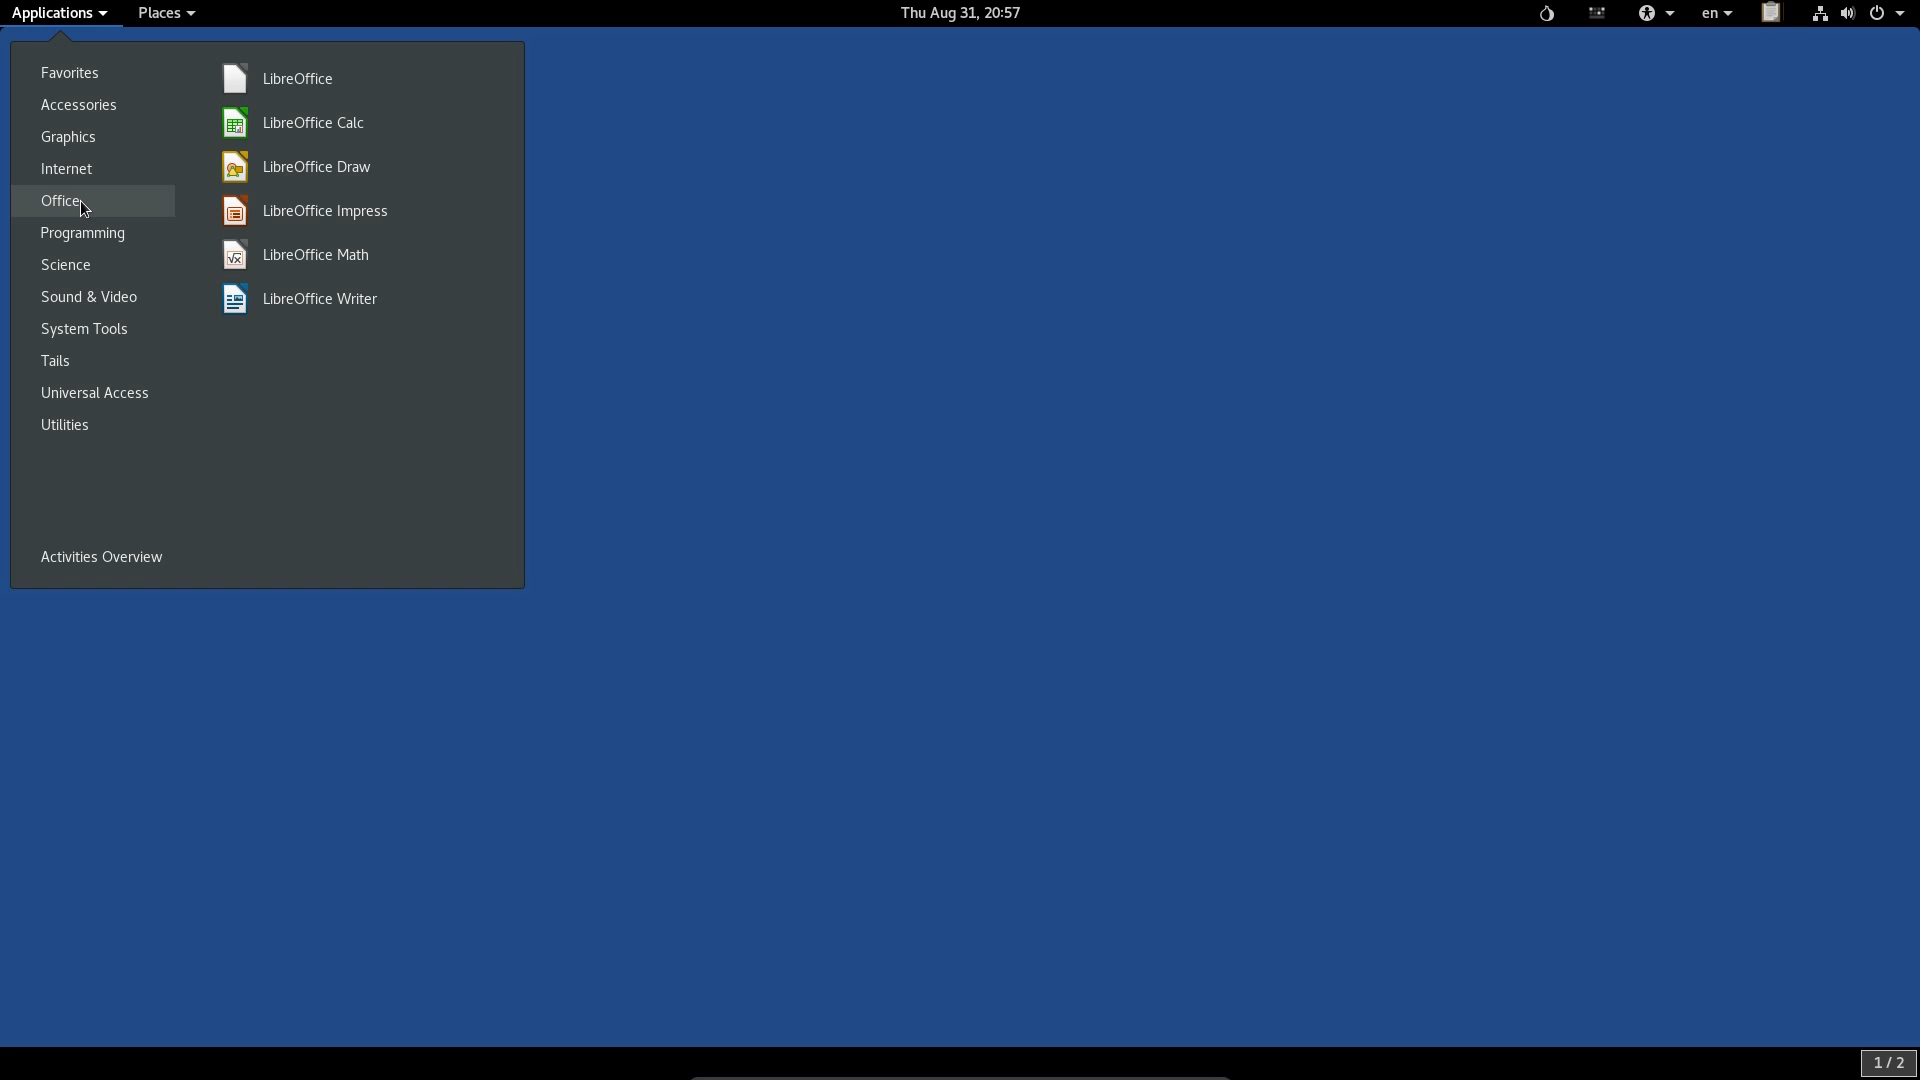 Applications Places Thu Aug 31, 20:57 en
Favorites
Accessories
Graphics
Internet
Office
Programming
Science
Sound & Video
System Tools
Tails
Universal Access
Utilities
Activities Overview
LibreOffice
LibreOffice Calc
LibreOffice Draw
LibreOffice Impress
LibreOffice Math
LibreOffice Writer
1 / 2